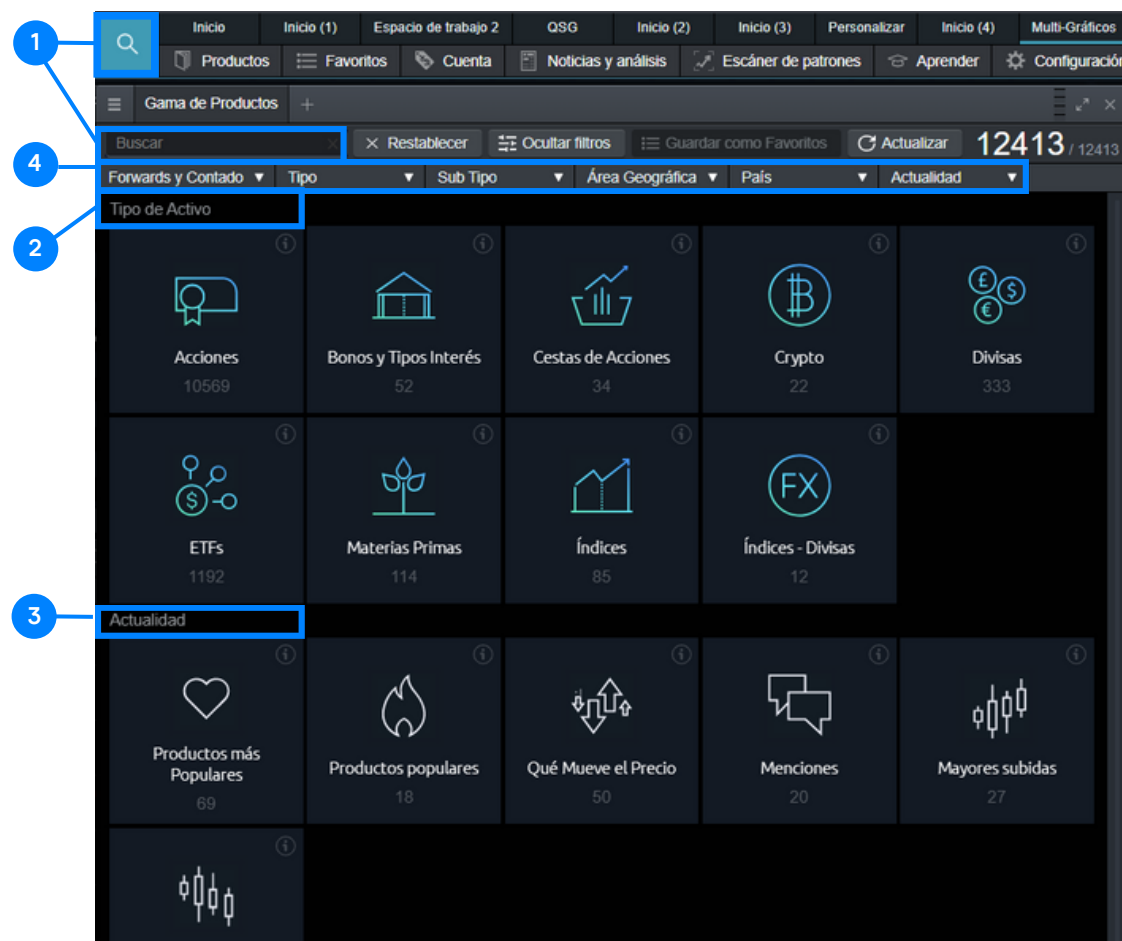 1
Inicio Inicio (1) Espacio de trabajo 2 QSG Inicio (2) Inicio (3) Personalizar Inicio (4) Multi-Gráficos
Productos Favoritos Cuenta Noticias y análisis Escáner de patrones Aprender Configuración
Gama de Productos +
4
Buscar Restablecer Ocultar filtros Guardar como Favoritos Actualizar 12413 / 12413
Forwards y Contado Tipo Sub Tipo Área Geográfica País Actualidad
2
Tipo de Activo
Acciones Bonos y Tipos Interés Cestas de Acciones Crypto Divisas
10569 52 34 22 333
FX
ETFs Materias Primas Índices Índices - Divisas
1192 114 85 12
3
Actualidad
Productos más
Populares Productos populares Qué Mueve el Precio Menciones Mayores subidas
69 18 50 20 27